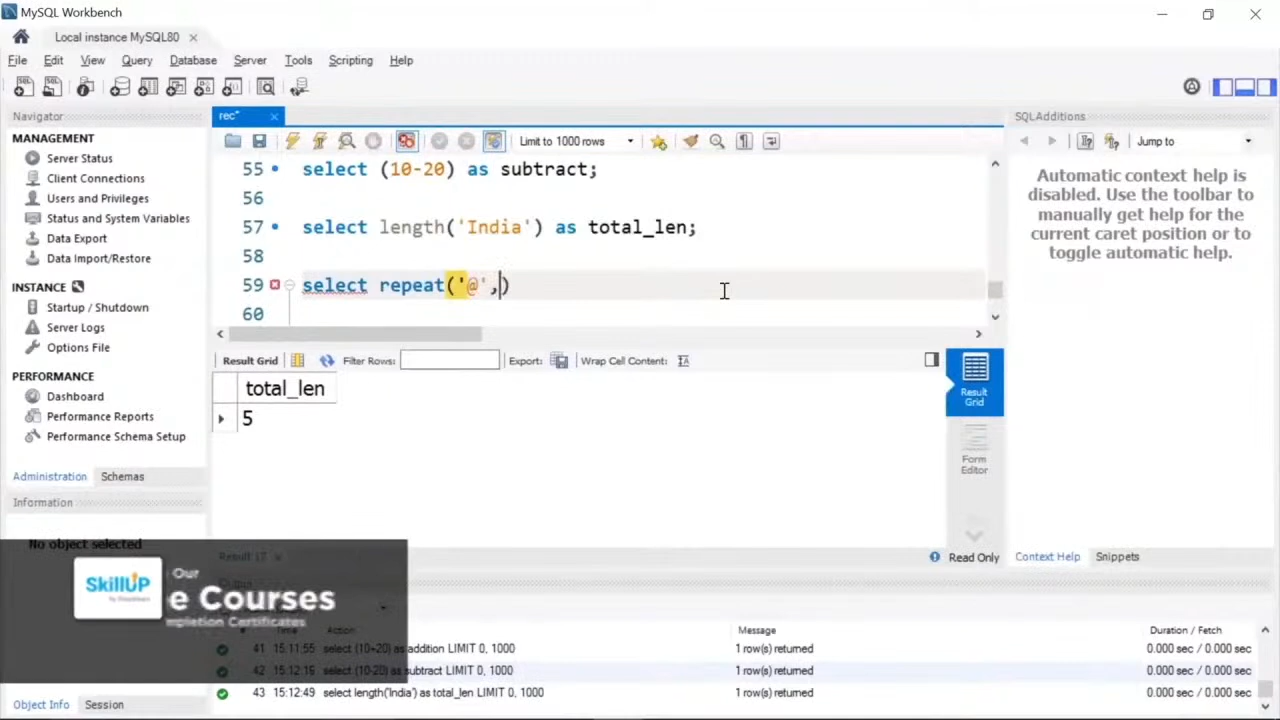 MySQL Workbench
Local instance MySQL80
File Edit View Query Database Server Tools Scripting Help
Navigator
MANAGEMENT
Server Status
Client Connections
Users and Privileges
Status and System Variables
Data Export
Data Import/Restore
INSTANCE
Startup / Shutdown
Server Logs
Options File
PERFORMANCE
Dashboard
Performance Reports
Performance Schema Setup
Administration Schemas
Information
No object selected
Object Info Session
rec*
Limit to 1000 rows
55 select (10-20) as subtract;
56
57 select length('India') as total_len;
58
59 select repeat('@',)
60
Result Grid Filter Rows: Export: Wrap Cell Content:
total_len
5
Result Grid
Form Editor
Result 17
Read Only
SkillUP
Our
e Courses
mpletion Certificates
Time Action Message Duration / Fetch
41 15:11:55 select (10+20) as addition LIMIT 0, 1000 1 row(s) returned 0.000 sec / 0.000 sec
42 15:12:19 select (10-20) as subtract LIMIT 0, 1000 1 row(s) returned 0.000 sec / 0.000 sec
43 15:12:49 select length('India') as total_len LIMIT 0, 1000 1 row(s) returned 0.000 sec / 0.000 sec
SQLAdditions
Jump to
Automatic context help is
disabled. Use the toolbar to
manually get help for the
current caret position or to
toggle automatic help.
Context Help Snippets